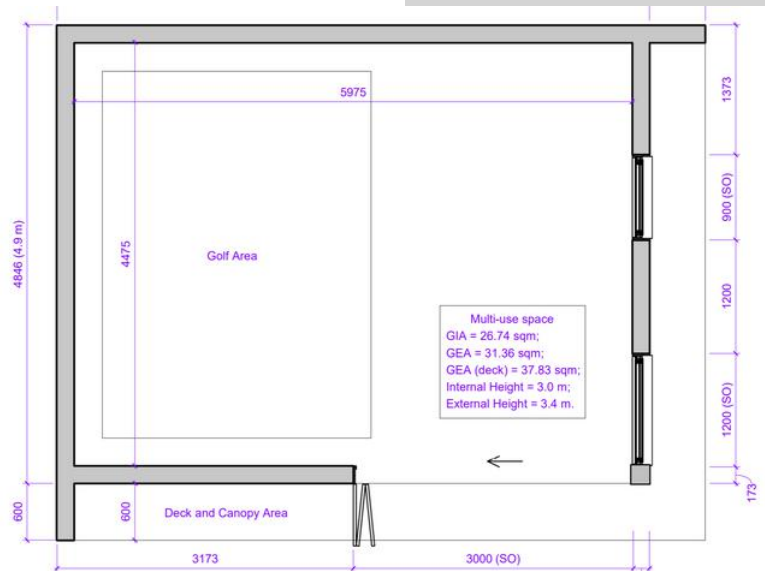 5975
1373
900 (SO)
4846 (4.9 m)
4475
Golf Area
1200
Multi-use space
GIA = 26.74 sqm;
GEA = 31.36 sqm;
GEA (deck) = 37.83 sqm;
Internal Height = 3.0 m;
External Height = 3.4 m.
1200 (SO)
173
600
600
Deck and Canopy Area
3173
3000 (SO)